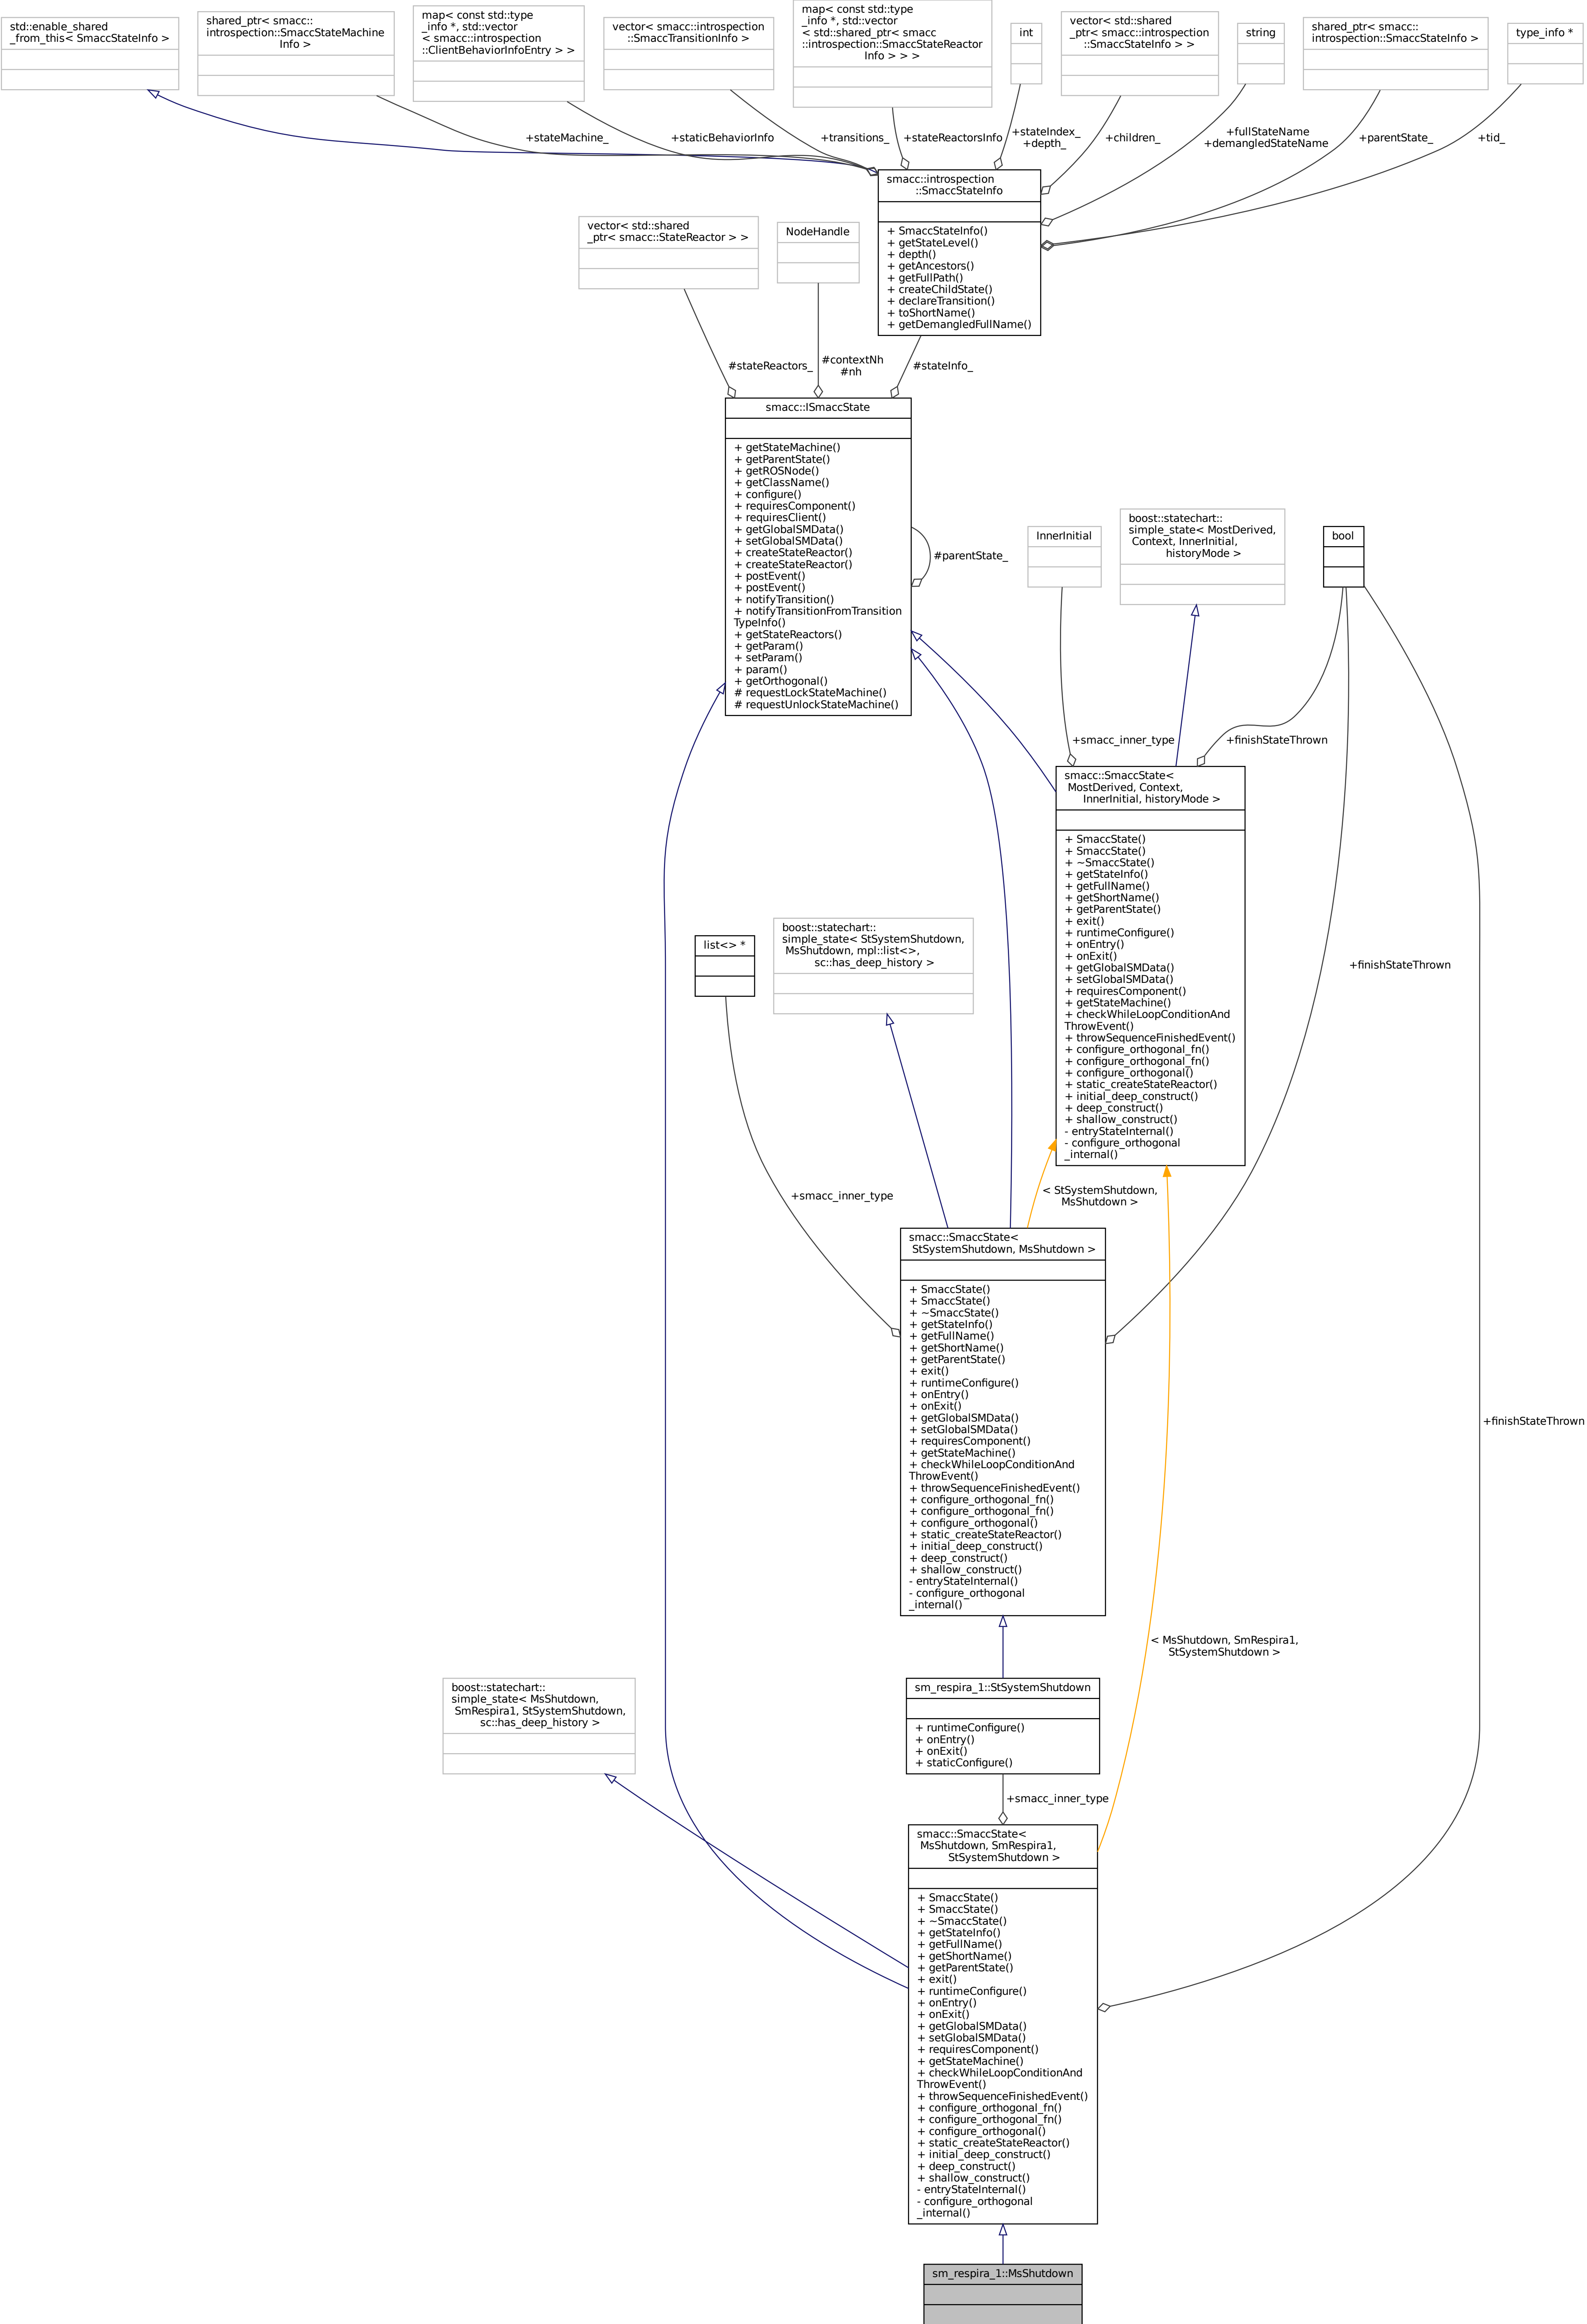 std::enable_shared
_from_this< SmaccStateInfo >
shared_ptr< smacc::
introspection::SmaccStateMachine
Info >
map< const std::type
_info *, std::vector
< smacc::introspection
::ClientBehaviorInfoEntry > >
vector< smacc::introspection
::SmaccTransitionInfo >
map< const std::type
_info *, std::vector
< std::shared_ptr< smacc
::introspection::SmaccStateReactor
Info > > >
int
vector< std::shared
_ptr< smacc::introspection
::SmaccStateInfo > >
string
shared_ptr< smacc::
introspection::SmaccStateInfo >
type_info *
+stateMachine_
+staticBehaviorInfo
+transitions_
+stateReactorsInfo
+stateIndex_
+depth_
+children_
+fullStateName
+demangledStateName
+parentState_
+tid_
smacc::introspection
::SmaccStateInfo
+ SmaccStateInfo()
+ getStateLevel()
+ depth()
+ getAncestors()
+ getFullPath()
+ createChildState()
+ declareTransition()
+ toShortName()
+ getDemangledFullName()
vector< std::shared
_ptr< smacc::StateReactor > >
NodeHandle
#stateReactors_
#contextNh
#nh
#stateInfo_
smacc::ISmaccState
+ getStateMachine()
+ getParentState()
+ getROSNode()
+ getClassName()
+ configure()
+ requiresComponent()
+ requiresClient()
+ getGlobalSMData()
+ setGlobalSMData()
+ createStateReactor()
+ createStateReactor()
+ postEvent()
+ postEvent()
+ notifyTransition()
+ notifyTransitionFromTransition
TypeInfo()
+ getStateReactors()
+ getParam()
+ setParam()
+ param()
+ getOrthogonal()
# requestLockStateMachine()
# requestUnlockStateMachine()
#parentState_
InnerInitial
boost::statechart::
simple_state< MostDerived,
Context, InnerInitial,
historyMode >
bool
+smacc_inner_type
+finishStateThrown
smacc::SmaccState<
MostDerived, Context,
InnerInitial, historyMode >
+ SmaccState()
+ SmaccState()
+ ~SmaccState()
+ getStateInfo()
+ getFullName()
+ getShortName()
+ getParentState()
+ exit()
+ runtimeConfigure()
+ onEntry()
+ onExit()
+ getGlobalSMData()
+ setGlobalSMData()
+ requiresComponent()
+ getStateMachine()
+ checkWhileLoopConditionAnd
ThrowEvent()
+ throwSequenceFinishedEvent()
+ configure_orthogonal_fn()
+ configure_orthogonal_fn()
+ configure_orthogonal()
+ static_createStateReactor()
+ initial_deep_construct()
+ deep_construct()
+ shallow_construct()
- entryStateInternal()
- configure_orthogonal
_internal()
list<> *
boost::statechart::
simple_state< StSystemShutdown,
MsShutdown, mpl::list<>,
sc::has_deep_history >
+finishStateThrown
+smacc_inner_type
< StSystemShutdown,
MsShutdown >
smacc::SmaccState<
StSystemShutdown, MsShutdown >
+ SmaccState()
+ SmaccState()
+ ~SmaccState()
+ getStateInfo()
+ getFullName()
+ getShortName()
+ getParentState()
+ exit()
+ runtimeConfigure()
+ onEntry()
+ onExit()
+ getGlobalSMData()
+ setGlobalSMData()
+ requiresComponent()
+ getStateMachine()
+ checkWhileLoopConditionAnd
ThrowEvent()
+ throwSequenceFinishedEvent()
+ configure_orthogonal_fn()
+ configure_orthogonal_fn()
+ configure_orthogonal()
+ static_createStateReactor()
+ initial_deep_construct()
+ deep_construct()
+ shallow_construct()
- entryStateInternal()
- configure_orthogonal
_internal()
+finishStateThrown
< MsShutdown, SmRespira1,
StSystemShutdown >
boost::statechart::
simple_state< MsShutdown,
SmRespira1, StSystemShutdown,
sc::has_deep_history >
sm_respira_1::StSystemShutdown
+ runtimeConfigure()
+ onEntry()
+ onExit()
+ staticConfigure()
+smacc_inner_type
smacc::SmaccState<
MsShutdown, SmRespira1,
StSystemShutdown >
+ SmaccState()
+ SmaccState()
+ ~SmaccState()
+ getStateInfo()
+ getFullName()
+ getShortName()
+ getParentState()
+ exit()
+ runtimeConfigure()
+ onEntry()
+ onExit()
+ getGlobalSMData()
+ setGlobalSMData()
+ requiresComponent()
+ getStateMachine()
+ checkWhileLoopConditionAnd
ThrowEvent()
+ throwSequenceFinishedEvent()
+ configure_orthogonal_fn()
+ configure_orthogonal_fn()
+ configure_orthogonal()
+ static_createStateReactor()
+ initial_deep_construct()
+ deep_construct()
+ shallow_construct()
- entryStateInternal()
- configure_orthogonal
_internal()
sm_respira_1::MsShutdown